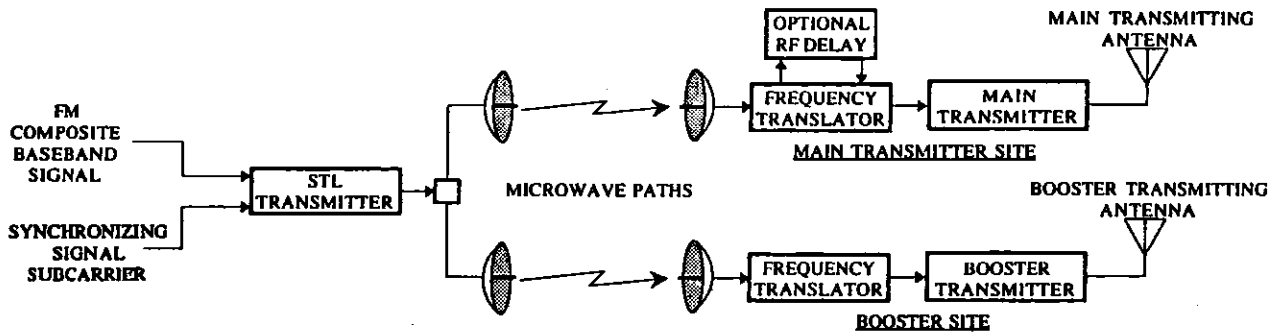 FM
COMPOSITE
BASEBAND
SIGNAL
SYNCHRONIZING
SIGNAL
SUBCARRIER
STL
TRANSMITTER
MICROWAVE PATHS
OPTIONAL
RF DELAY
FREQUENCY
TRANSLATOR
MAIN
TRANSMITTER
MAIN TRANSMITTER SITE
MAIN TRANSMITTING
ANTENNA
FREQUENCY
TRANSLATOR
BOOSTER
TRANSMITTER
BOOSTER SITE
BOOSTER TRANSMITTING
ANTENNA